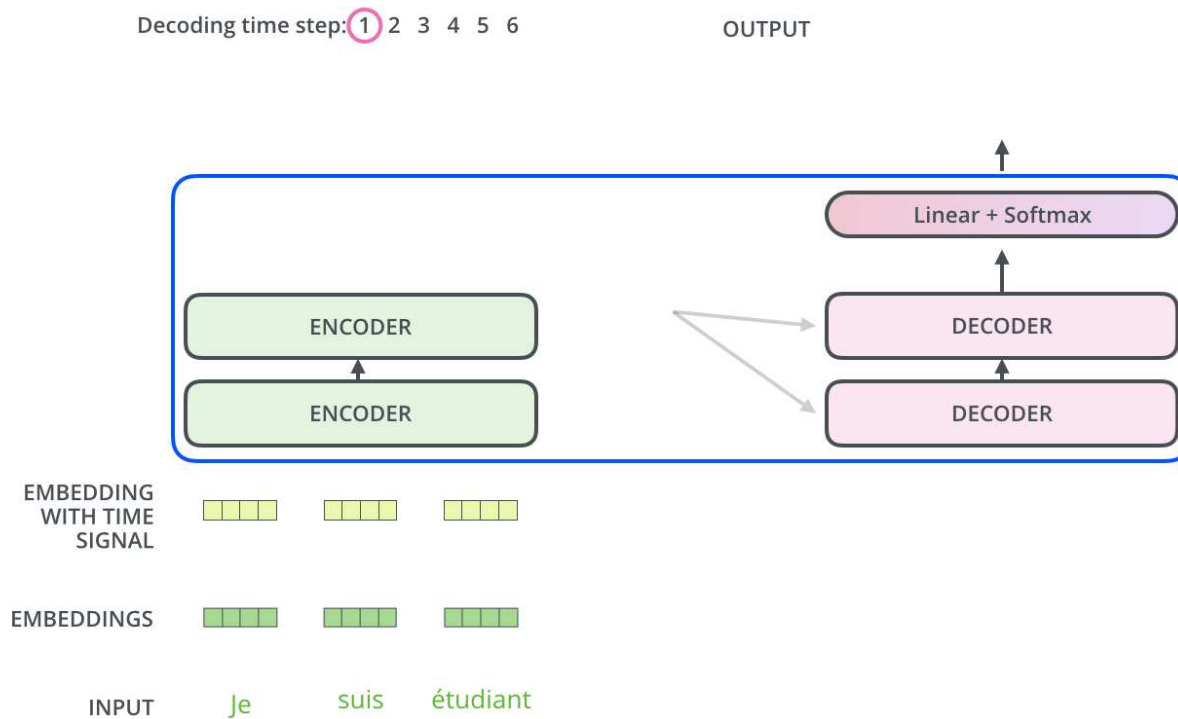 Decoding time step: 1 2 3 4 5 6
OUTPUT
Linear + Softmax
ENCODER
DECODER
ENCODER
DECODER
EMBEDDING
WITH TIME
SIGNAL
EMBEDDINGS
INPUT
Je suis étudiant